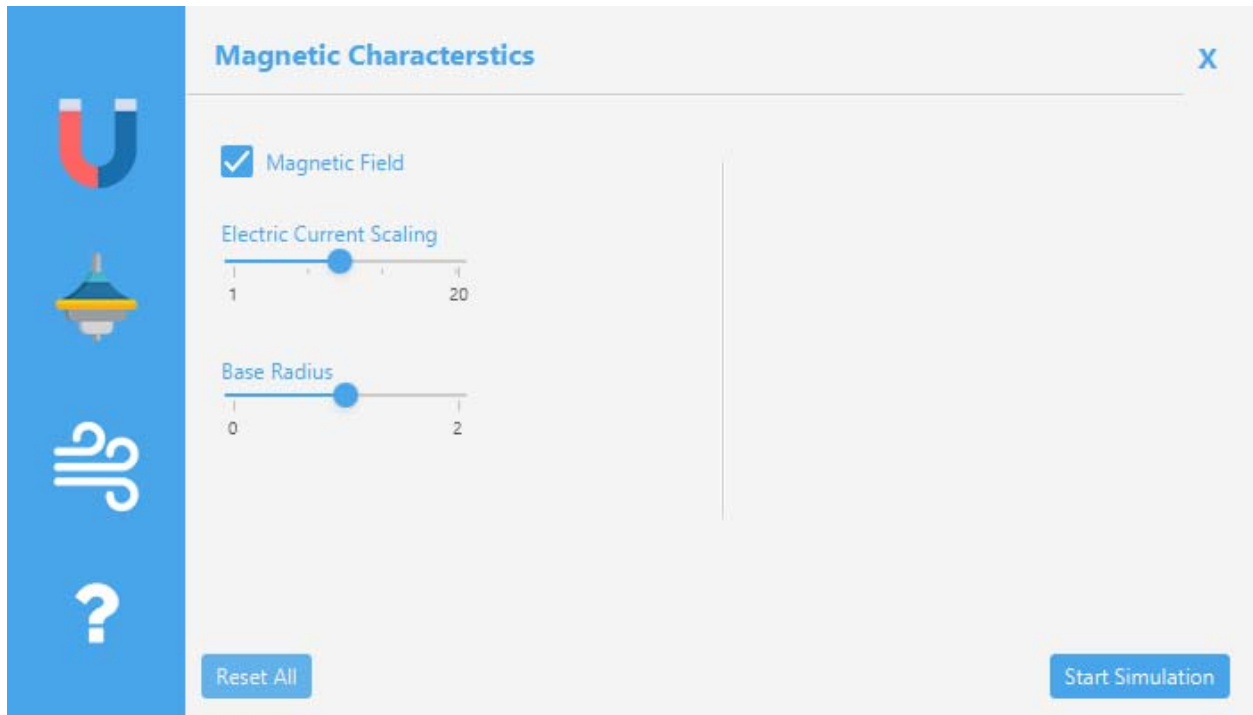 Magnetic Characterstics
X
Magnetic Field
Electric Current Scaling
1 20
Base Radius
0 2
?
Reset All
Start Simulation